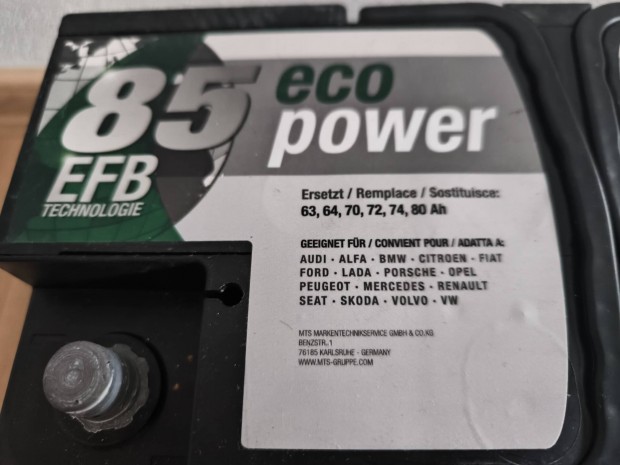 85
EFB
TECHNOLOGIE
eco
power
Ersetzt / Remplace / Sostituisce:
63, 64, 70, 72, 74, 80 Ah
GEEIGNET FÜR / CONVIENT POUR / ADATTA A:
AUDI · ALFA · BMW · CITROEN · FIAT
FORD · LADA · PORSCHE · OPEL
PEUGEOT · MERCEDES · RENAULT
SEAT · SKODA · VOLVO · VW
MTS MARKENTECHNIKSERVICE GMBH & CO.KG
BENZSTR. 1
76185 KARLSRUHE - GERMANY
WWW.MTS-GRUPPE.COM